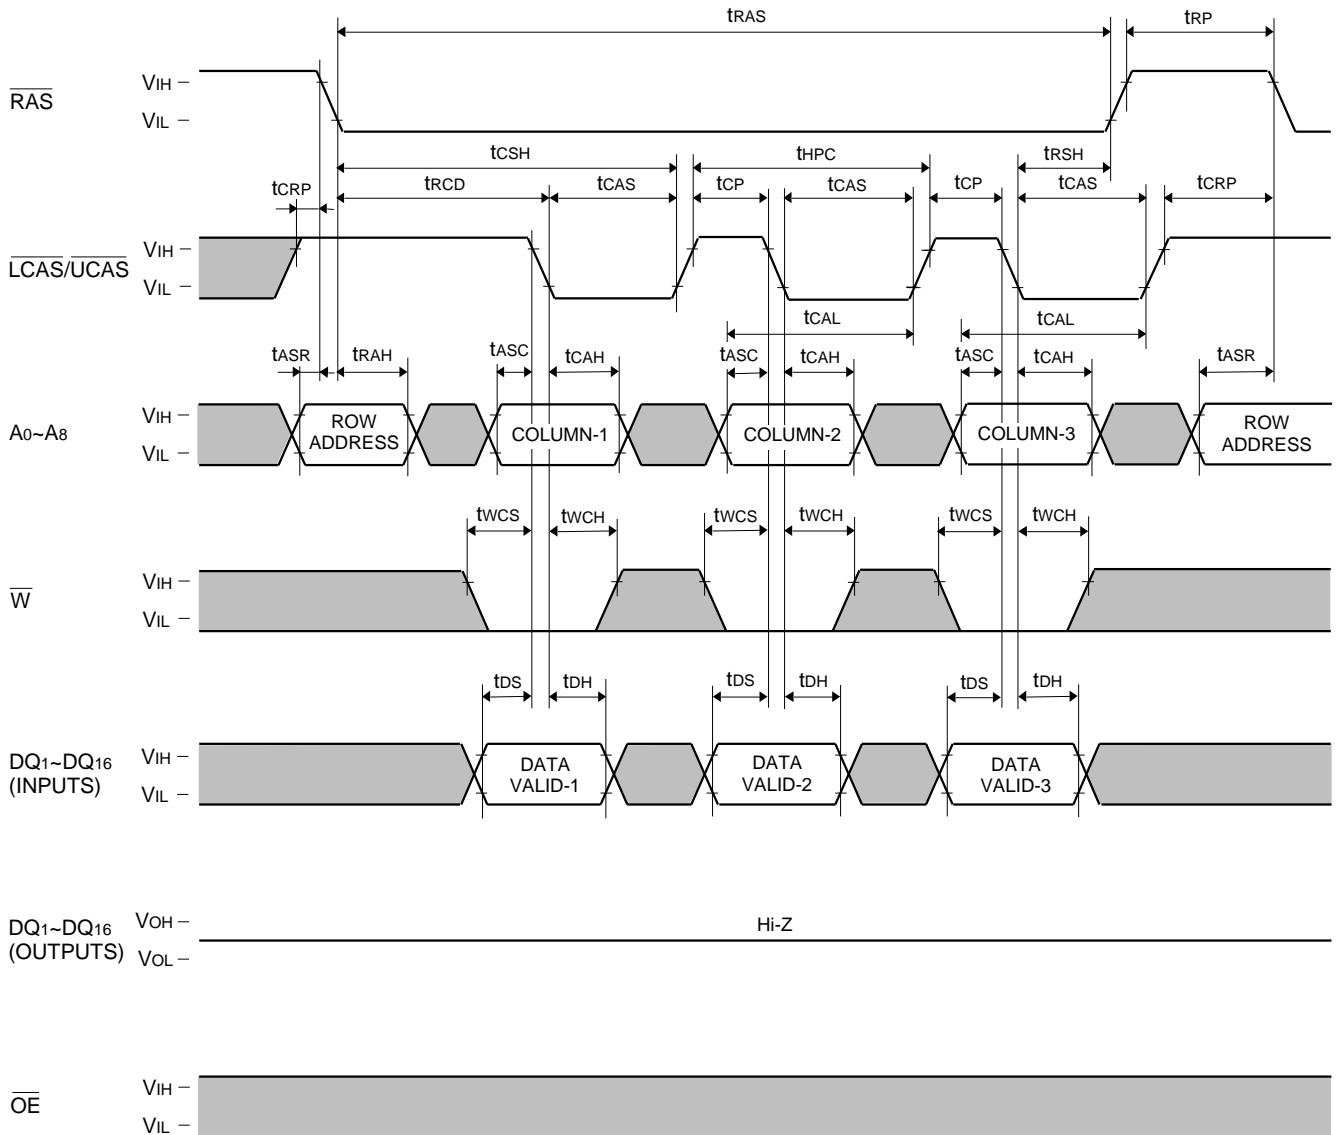 tRAS tRP
RAS VIH
VIL
tCSH tHPC tRSH
tCRP tRCD tCAS tCP tCAS tCP tCAS tCRP
LCAS/UCAS VIH
VIL
tCAL tCAL
tASR tRAH tASC tCAH tASC tCAH tASC tCAH tASR
A0~A8 VIH
VIL
ROW
ADDRESS
COLUMN-1
COLUMN-2
COLUMN-3
ROW
ADDRESS
tWCS tWCH tWCS tWCH tWCS tWCH
W VIH
VIL
tDS tDH tDS tDH tDS tDH
DQ1~DQ16
(INPUTS)
VIH
VIL
DATA
VALID-1
DATA
VALID-2
DATA
VALID-3
DQ1~DQ16
(OUTPUTS)
VOH
VOL
Hi-Z
OE VIH
VIL